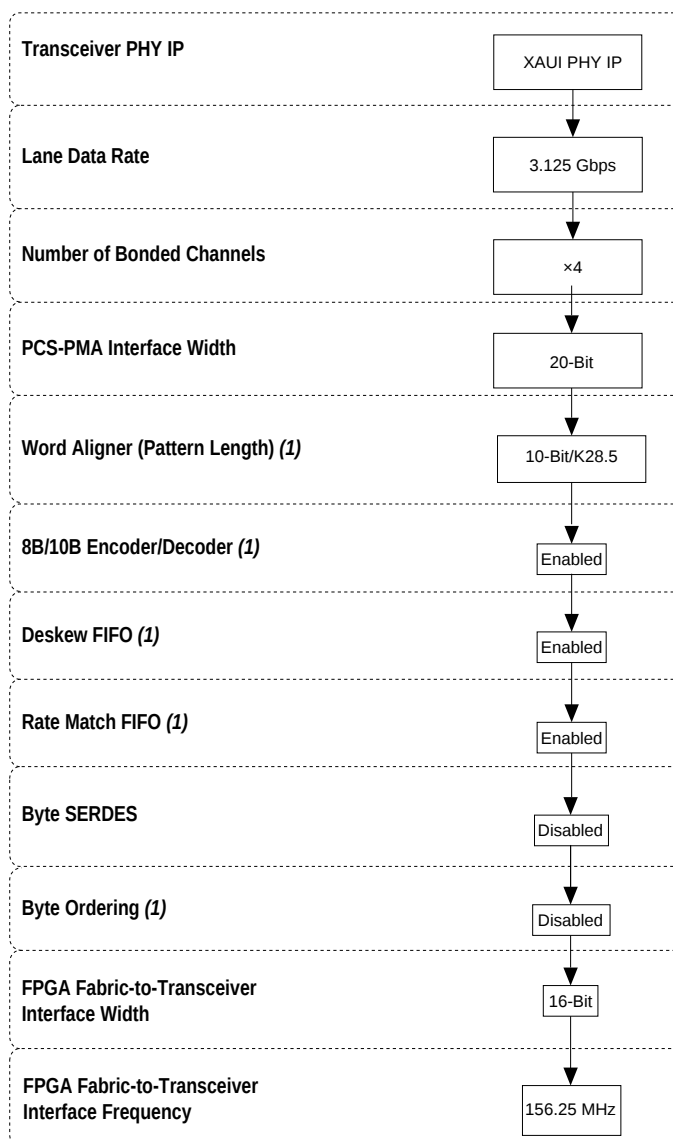 Transceiver PHY IP
XAUI PHY IP
Lane Data Rate
3.125 Gbps
Number of Bonded Channels
×4
PCS-PMA Interface Width
20-Bit
Word Aligner (Pattern Length) (1)
10-Bit/K28.5
8B/10B Encoder/Decoder (1)
Enabled
Deskew FIFO (1)
Enabled
Rate Match FIFO (1)
Enabled
Byte SERDES
Disabled
Byte Ordering (1)
Disabled
FPGA Fabric-to-Transceiver
Interface Width
16-Bit
FPGA Fabric-to-Transceiver
Interface Frequency
156.25 MHz